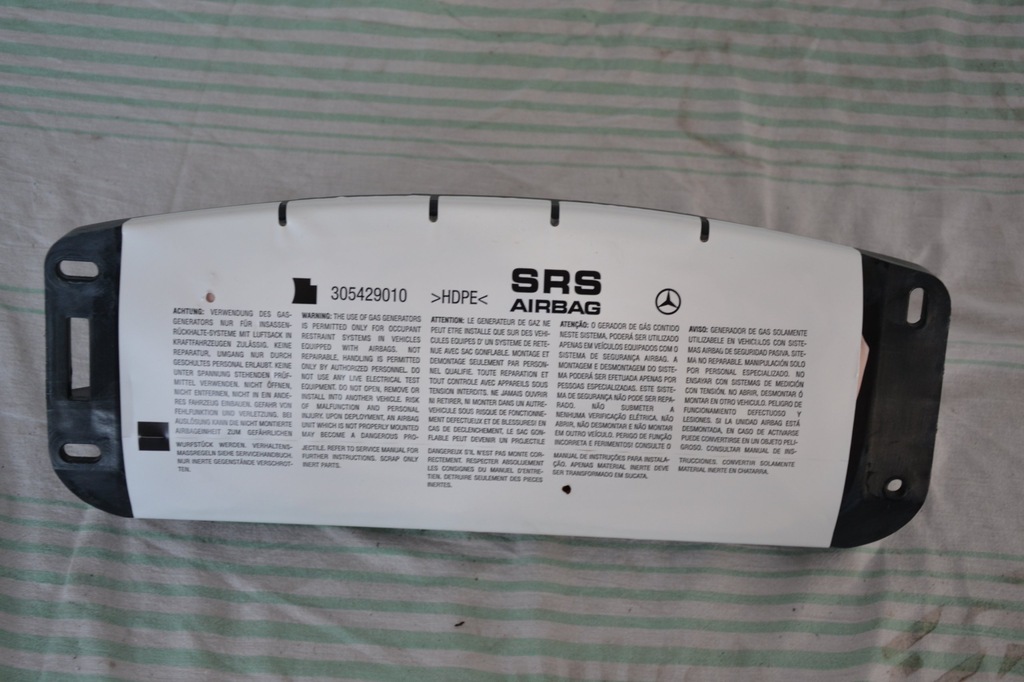 305429010 >HDPE<
SRS
AIRBAG
ACHTUNG: VERWENDUNG DES GAS-
GENERATORS NUR FÜR INSASSEN-
RÜCKHALTE-SYSTEME MIT LUFTSACK IN
KRAFTFAHRZEUGEN ZULÄSSIG. KEINE
REPARATUR, UMGANG NUR DURCH
GESCHULTES PERSONAL ERLAUBT. KEINE
UNTER SPANNUNG STEHENDEN PRÜF-
MITTEL VERWENDEN. NICHT ÖFFNEN,
NICHT ENTFERNEN, NICHT IN EIN ANDE-
RES FAHRZEUG EINBAUEN. GEFAHR VON
FEHLFUNKTION UND VERLETZUNG. BEI
AUSLÖSUNG KANN DIE NICHT MONTIERTE
AIRBAGEINHEIT ZUM GEFÄHRLICHEN
WURFSTÜCK WERDEN. VERHALTENS-
MASSREGELN SIEHE SERVICEHANDBUCH.
NUR INERTE GEGENSTÄNDE VERSCHROT-
TEN.
WARNING: THE USE OF GAS GENERATORS
IS PERMITTED ONLY FOR OCCUPANT
RESTRAINT SYSTEMS IN VEHICLES
EQUIPPED WITH AIRBAGS. NOT
REPAIRABLE, HANDLING IS PERMITTED
ONLY BY AUTHORIZED PERSONNEL. DO
NOT USE ANY LIVE ELECTRICAL TEST
EQUIPMENT. DO NOT OPEN, REMOVE OR
INSTALL INTO ANOTHER VEHICLE. RISK
OF MALFUNCTION AND PERSONAL
INJURY. UPON DEPLOYMENT, AN AIRBAG
UNIT WHICH IS NOT PROPERLY MOUNTED
MAY BECOME A DANGEROUS PRO-
JECTILE. REFER TO SERVICE MANUAL FOR
FURTHER INSTRUCTIONS. SCRAP ONLY
INERT PARTS.
ATTENTION: LE GENERATEUR DE GAZ NE
PEUT ETRE INSTALLE QUE SUR DES VEHI-
CULES EQUIPES D' UN SYSTEME DE RETE-
NUE AVEC SAC GONFLABLE. MONTAGE ET
DEMONTAGE SEULEMENT PAR PERSON-
NEL QUALIFIE. TOUTE REPARATION ET
TOUT CONTROLE AVEC APPAREILS SOUS
TENSION INTERDITS. NE JAMAIS OUVRIR
NI RETIRER, NI MONTER DANS UN AUTRE
VEHICULE SOUS RISQUE DE FONCTIONNE-
MENT DEFECTUEUX ET DE BLESSURES! EN
CAS DE DECLENCHEMENT, LE SAC GON-
FLABLE PEUT DEVENIR UN PROJECTILE
DANGEREUX S'IL N'EST PAS MONTE COR-
RECTEMENT. RESPECTER ABSOLUMENT
LES CONSIGNES DU MANUEL D'ENTRE-
TIEN. DETRUIRE SEULEMENT DES PIECES
INERTES.
ATENÇÃO: O GERADOR DE GÁS CONTIDO
NESTE SISTEMA, PODERÁ SER UTILIZADO
APENAS EM VEÍCULOS EQUIPADOS COM O
SISTEMA DE SEGURANÇA AIRBAG. A
MONTAGEM E DESMONTAGEM DO SISTE-
MA PODERÁ SER EFETUADA APENAS POR
PESSOAS ESPECIALIZADAS. ESTE SISTE-
MA DE SEGURANÇA NÃO PODE SER REPA-
RADO. NÃO SUBMETER A
NENHUMA VERIFICAÇÃO ELÉTRICA, NÃO
ABRIR, NÃO DESMONTAR E NÃO MONTAR
EM OUTRO VEÍCULO. PERIGO DE FUNÇÃO
INCORRETA E FERIMENTOS! CONSULTE O
MANUAL DE INSTRUÇÕES PARA INSTALA-
ÇÃO. APENAS MATERIAL INERTE DEVE
SER TRANSFORMADO EM SUCATA.
AVISO: GENERADOR DE GAS SOLAMENTE
UTILIZABELE EN VEHICULOS CON SISTE-
MAS AIRBAG DE SEGURIDAD PASIVA. SITE-
MA NO REPARABLE. MANIPULACIÓN SOLO
POR PERSONAL ESPECIALIZADO. NO
ENSAYAR CON SISTEMAS DE MEDICIÓN
CON TENSIÓN. NO ABRIR, DESMONTAR Ó
MONTAR EN OTRO VEHICULO. PELIGRO DE
FUNCIONAMIENTO DEFECTUOSO Y
LESIONES. SI LA UNIDAD AIRBAG ESTÁ
DESMONTADA, EN CASO DE ACTIVARSE
PUEDE CONVERTIRSE EN UN OBJETO PELI-
GROSO. CONSULTAR MANUAL DE INS-
TRUCCIONES. CONVERTIR SOLAMENTE
MATERIAL INERTE EN CHATARRA.